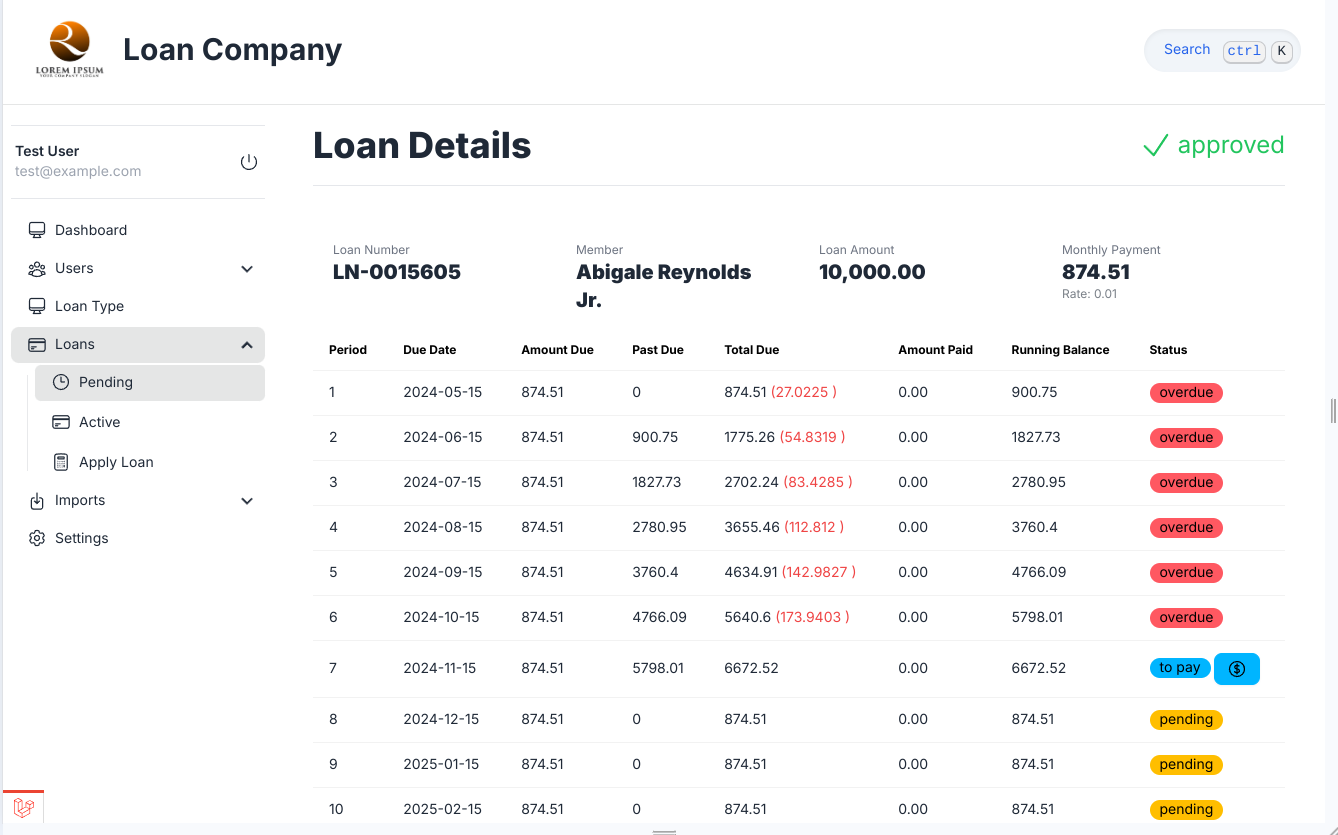 LOREM IPSUM
YOUR COMPANY SLOGAN
Loan Company
Search ctrl K
Test User
test@example.com
Dashboard
Users
Loan Type
Loans
Pending
Active
Apply Loan
Imports
Settings
Loan Details
approved
Loan Number Member Loan Amount Monthly Payment
LN-0015605 Abigale Reynolds 10,000.00 874.51
Jr. Rate: 0.01
Period Due Date Amount Due Past Due Total Due Amount Paid Running Balance Status
1 2024-05-15 874.51 0 874.51 (27.0225 ) 0.00 900.75 overdue
2 2024-06-15 874.51 900.75 1775.26 (54.8319 ) 0.00 1827.73 overdue
3 2024-07-15 874.51 1827.73 2702.24 (83.4285 ) 0.00 2780.95 overdue
4 2024-08-15 874.51 2780.95 3655.46 (112.812 ) 0.00 3760.4 overdue
5 2024-09-15 874.51 3760.4 4634.91 (142.9827 ) 0.00 4766.09 overdue
6 2024-10-15 874.51 4766.09 5640.6 (173.9403 ) 0.00 5798.01 overdue
7 2024-11-15 874.51 5798.01 6672.52 0.00 6672.52 to pay $
8 2024-12-15 874.51 0 874.51 0.00 874.51 pending
9 2025-01-15 874.51 0 874.51 0.00 874.51 pending
10 2025-02-15 874.51 0 874.51 0.00 874.51 pending